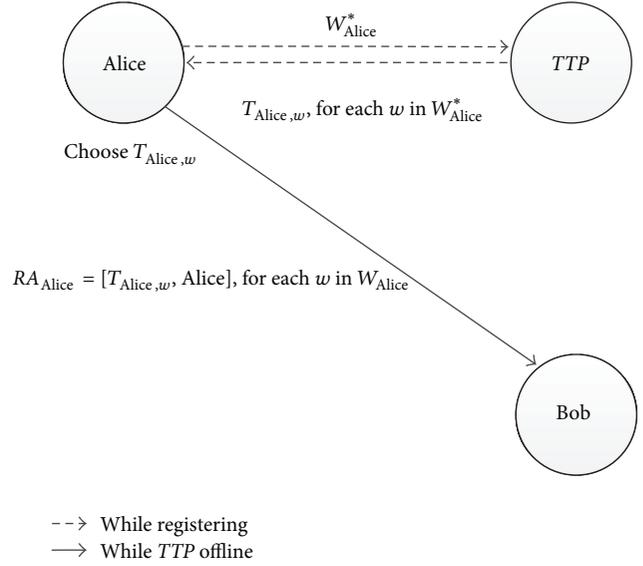 W*Alice
Alice
TTP
TAlice,w, for each w in W*Alice
Choose TAlice,w
RAAlice = [TAlice,w, Alice], for each w in WAlice
Bob
While registering
While TTP offline